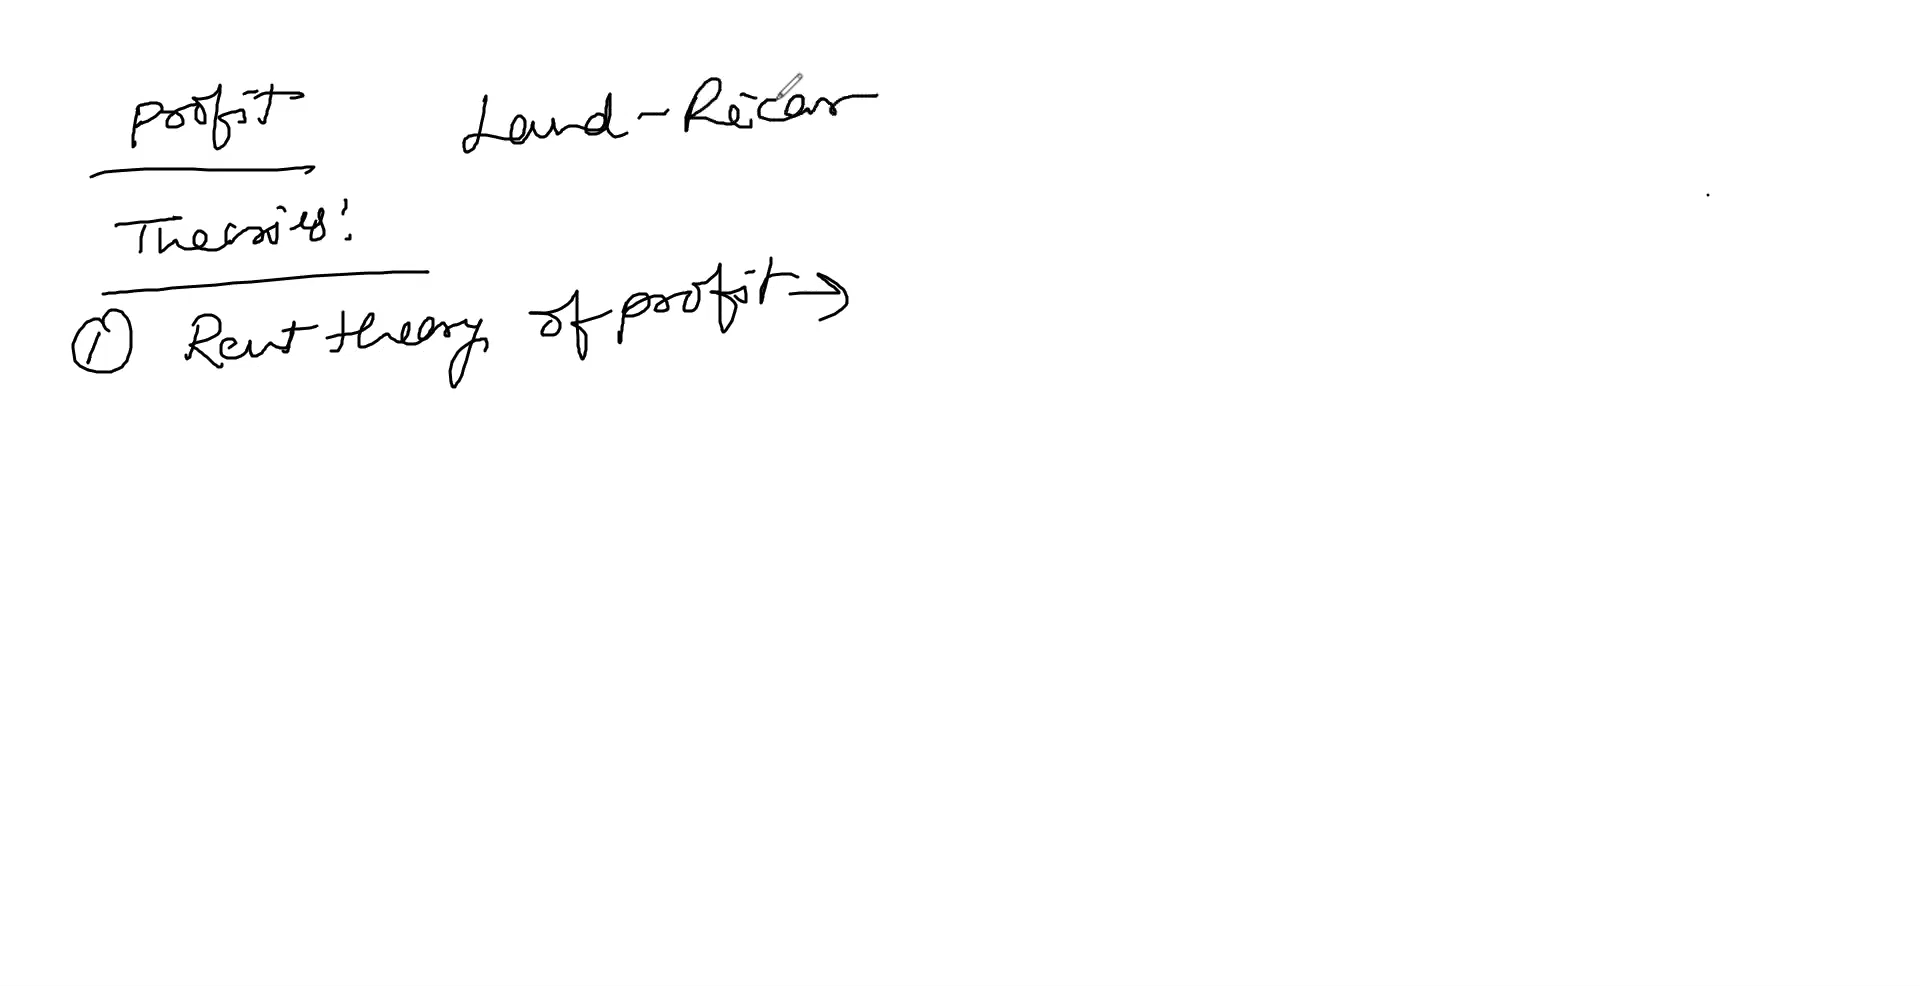 Profit
Land - Ricar
Theories:
① Rent theory of profit →